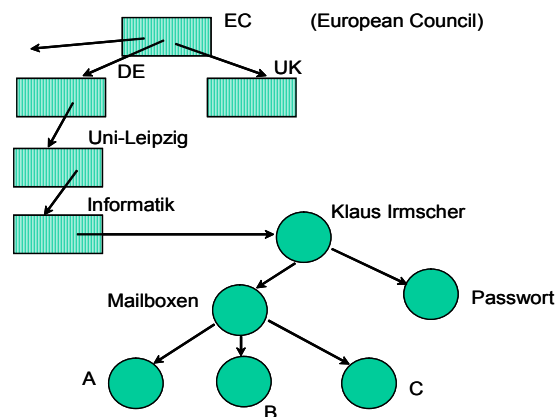 EC (European Council)
DE
UK
Uni-Leipzig
Informatik
Klaus Irmscher
Mailboxen
Passwort
A
B
C